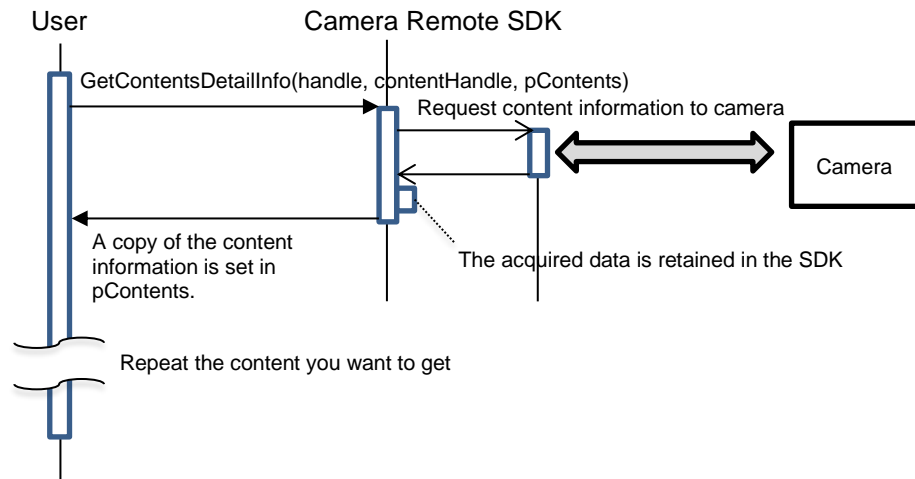 User
Camera Remote SDK
GetContentsDetailInfo(handle, contentHandle, pContents)
Request content information to camera
Camera
A copy of the content
information is set in
pContents.
The acquired data is retained in the SDK
Repeat the content you want to get